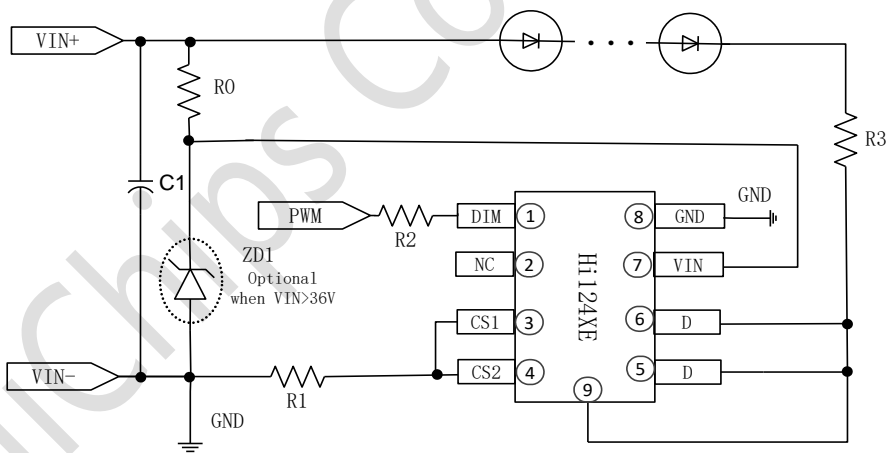 VIN+
R0
R3
C1
PWM
R2
DIM
1
8
GND
GND
ZD1
Optional
when VIN>36V
NC
2
7
VIN
Hi124XE
CS1
3
6
D
CS2
4
5
D
9
VIN-
R1
GND